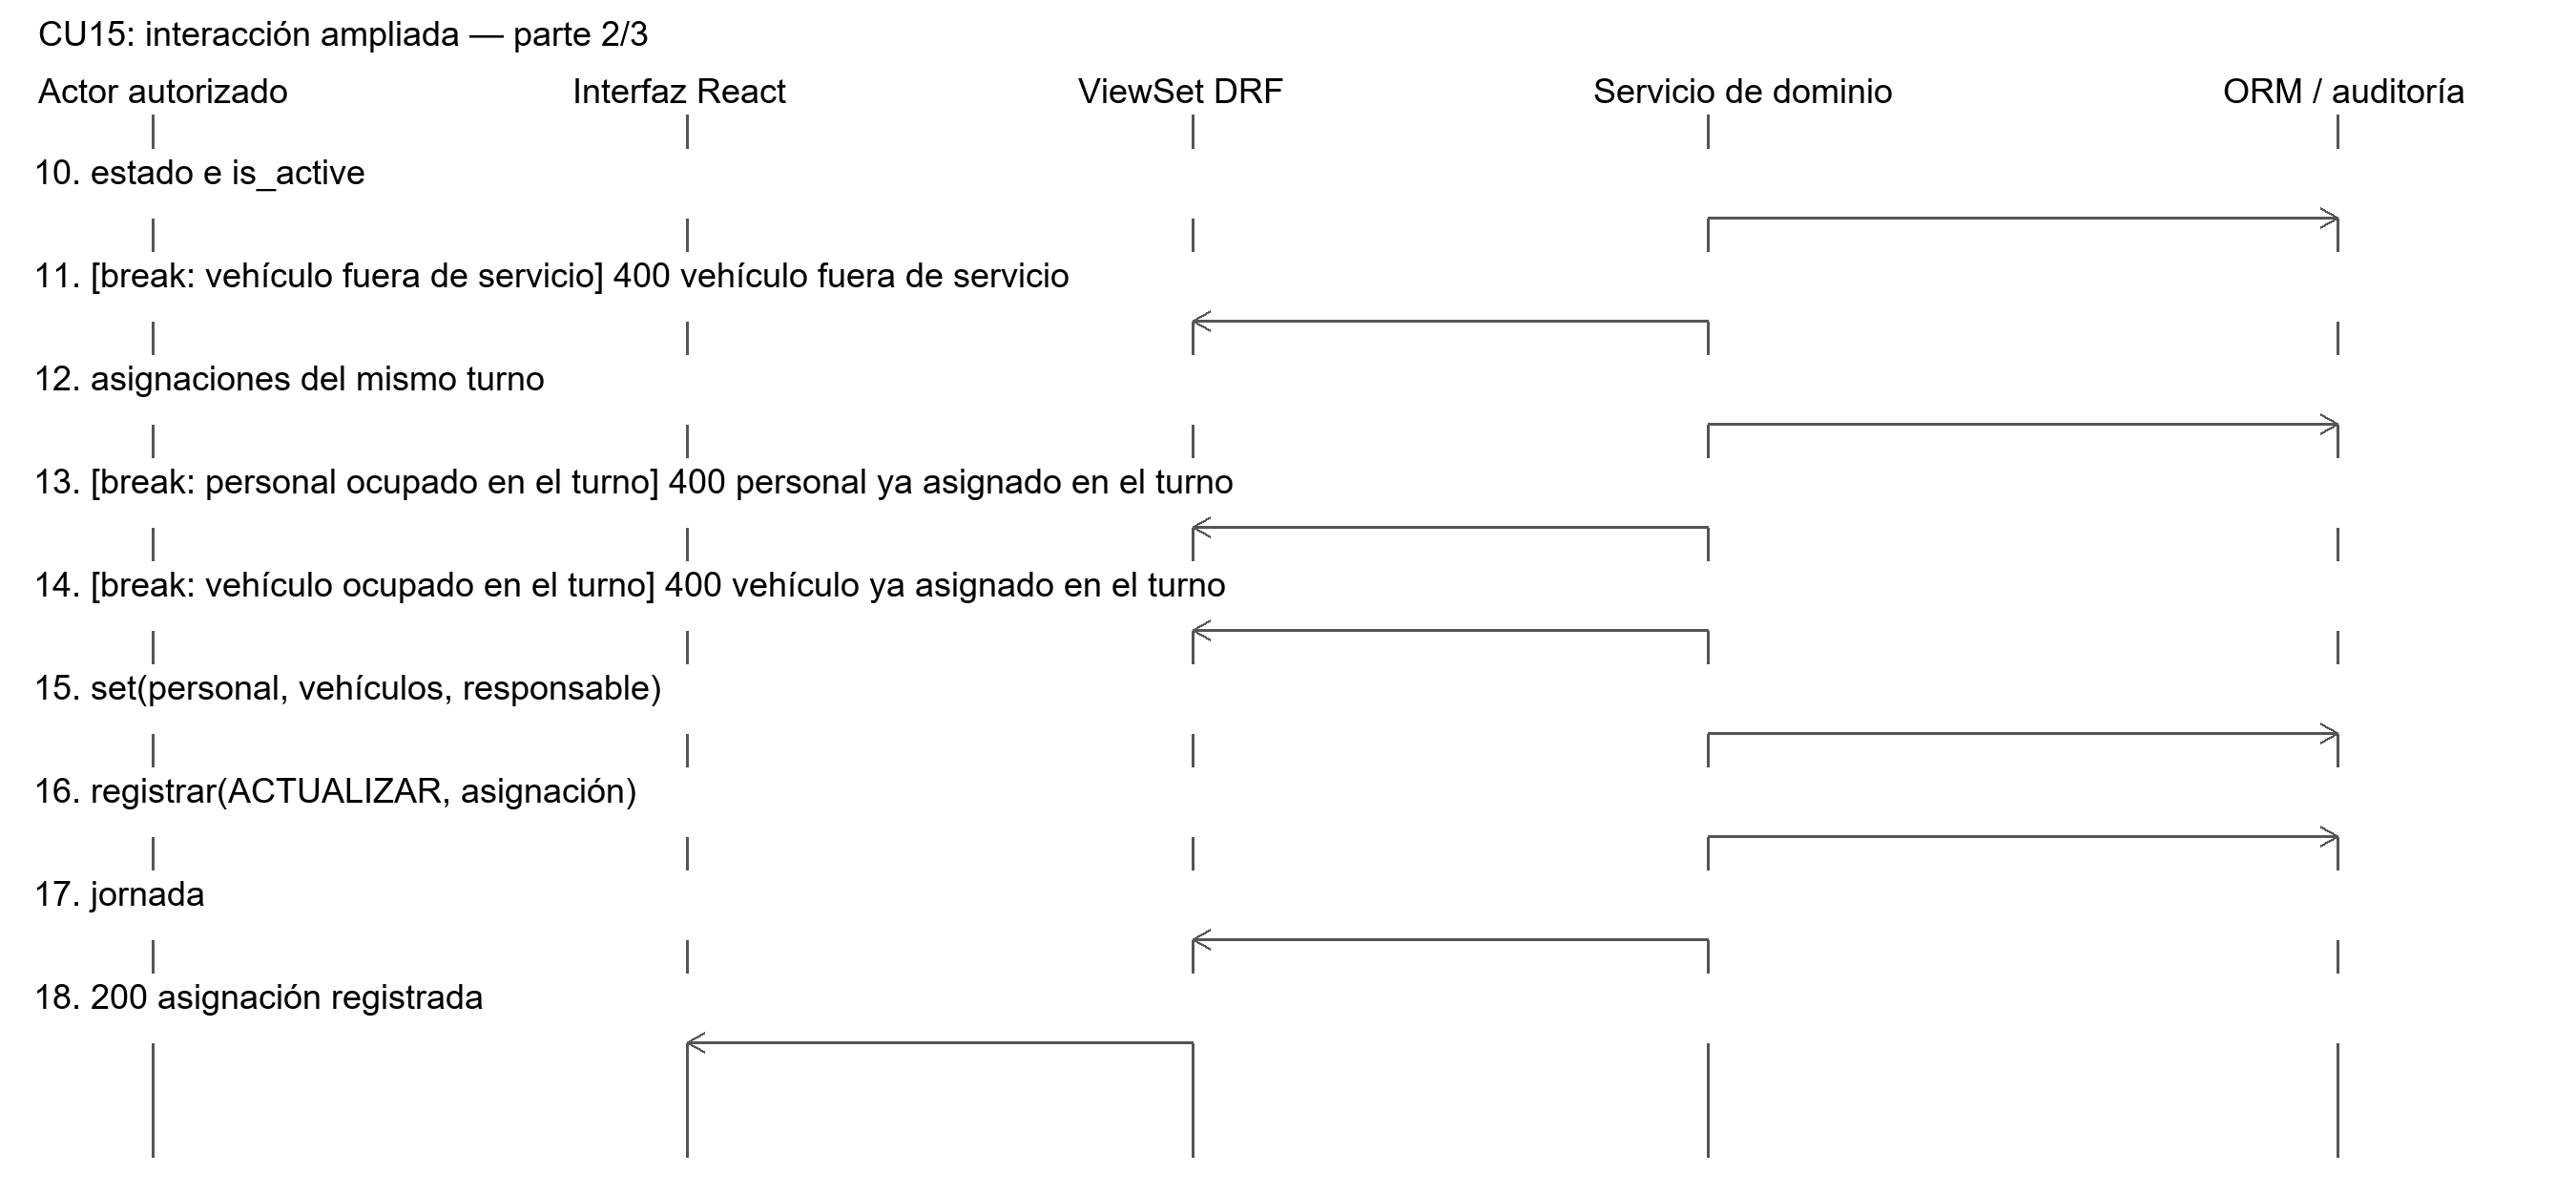 CU15: interacción ampliada — parte 2/3
Actor autorizado Interfaz React ViewSet DRF Servicio de dominio ORM / auditoría
10. estado e is_active
11. [break: vehículo fuera de servicio] 400 vehículo fuera de servicio
12. asignaciones del mismo turno
13. [break: personal ocupado en el turno] 400 personal ya asignado en el turno
14. [break: vehículo ocupado en el turno] 400 vehículo ya asignado en el turno
15. set(personal, vehículos, responsable)
16. registrar(ACTUALIZAR, asignación)
17. jornada
18. 200 asignación registrada